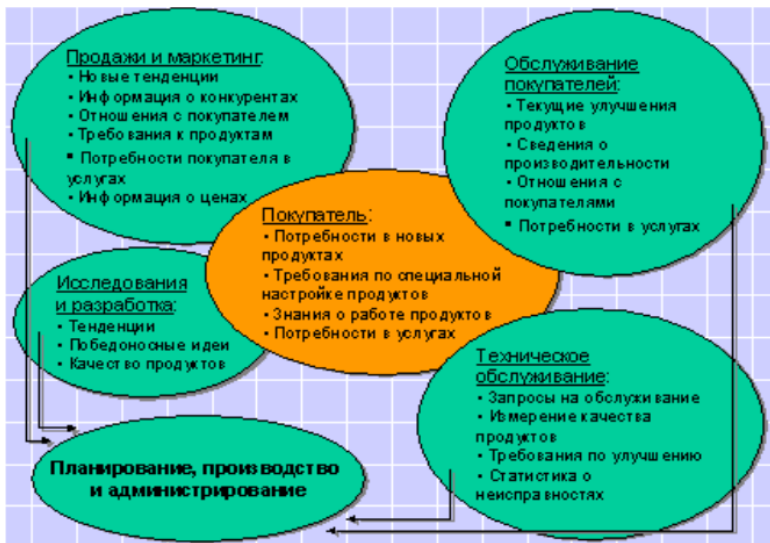 Продажи и маркетинг:
• Новые тенденции
• Информация о конкурентах
• Отношения с покупателем
• Требования к продуктам
▪ Потребности покупателя в
услугах
• Информация о ценах
Обслуживание
покупателей:
• Текущие улучшения
продуктов
• Сведения о
производительности
• Отношения с
покупателями
▪ Потребности в услугах
Покупатель:
• Потребности в новых
продуктах
• Требования по специальной
настройке продуктов
• Знания о работе продуктов
• Потребности в услугах
Исследования
и разработка:
• Тенденции
• Победоносные идеи
• Качество продуктов
Техническое
обслуживание:
• Запросы на обслуживание
• Измерение качества
продуктов
• Требования по улучшению
• Статистика о
неисправностях
Планирование, производство
и администрирование